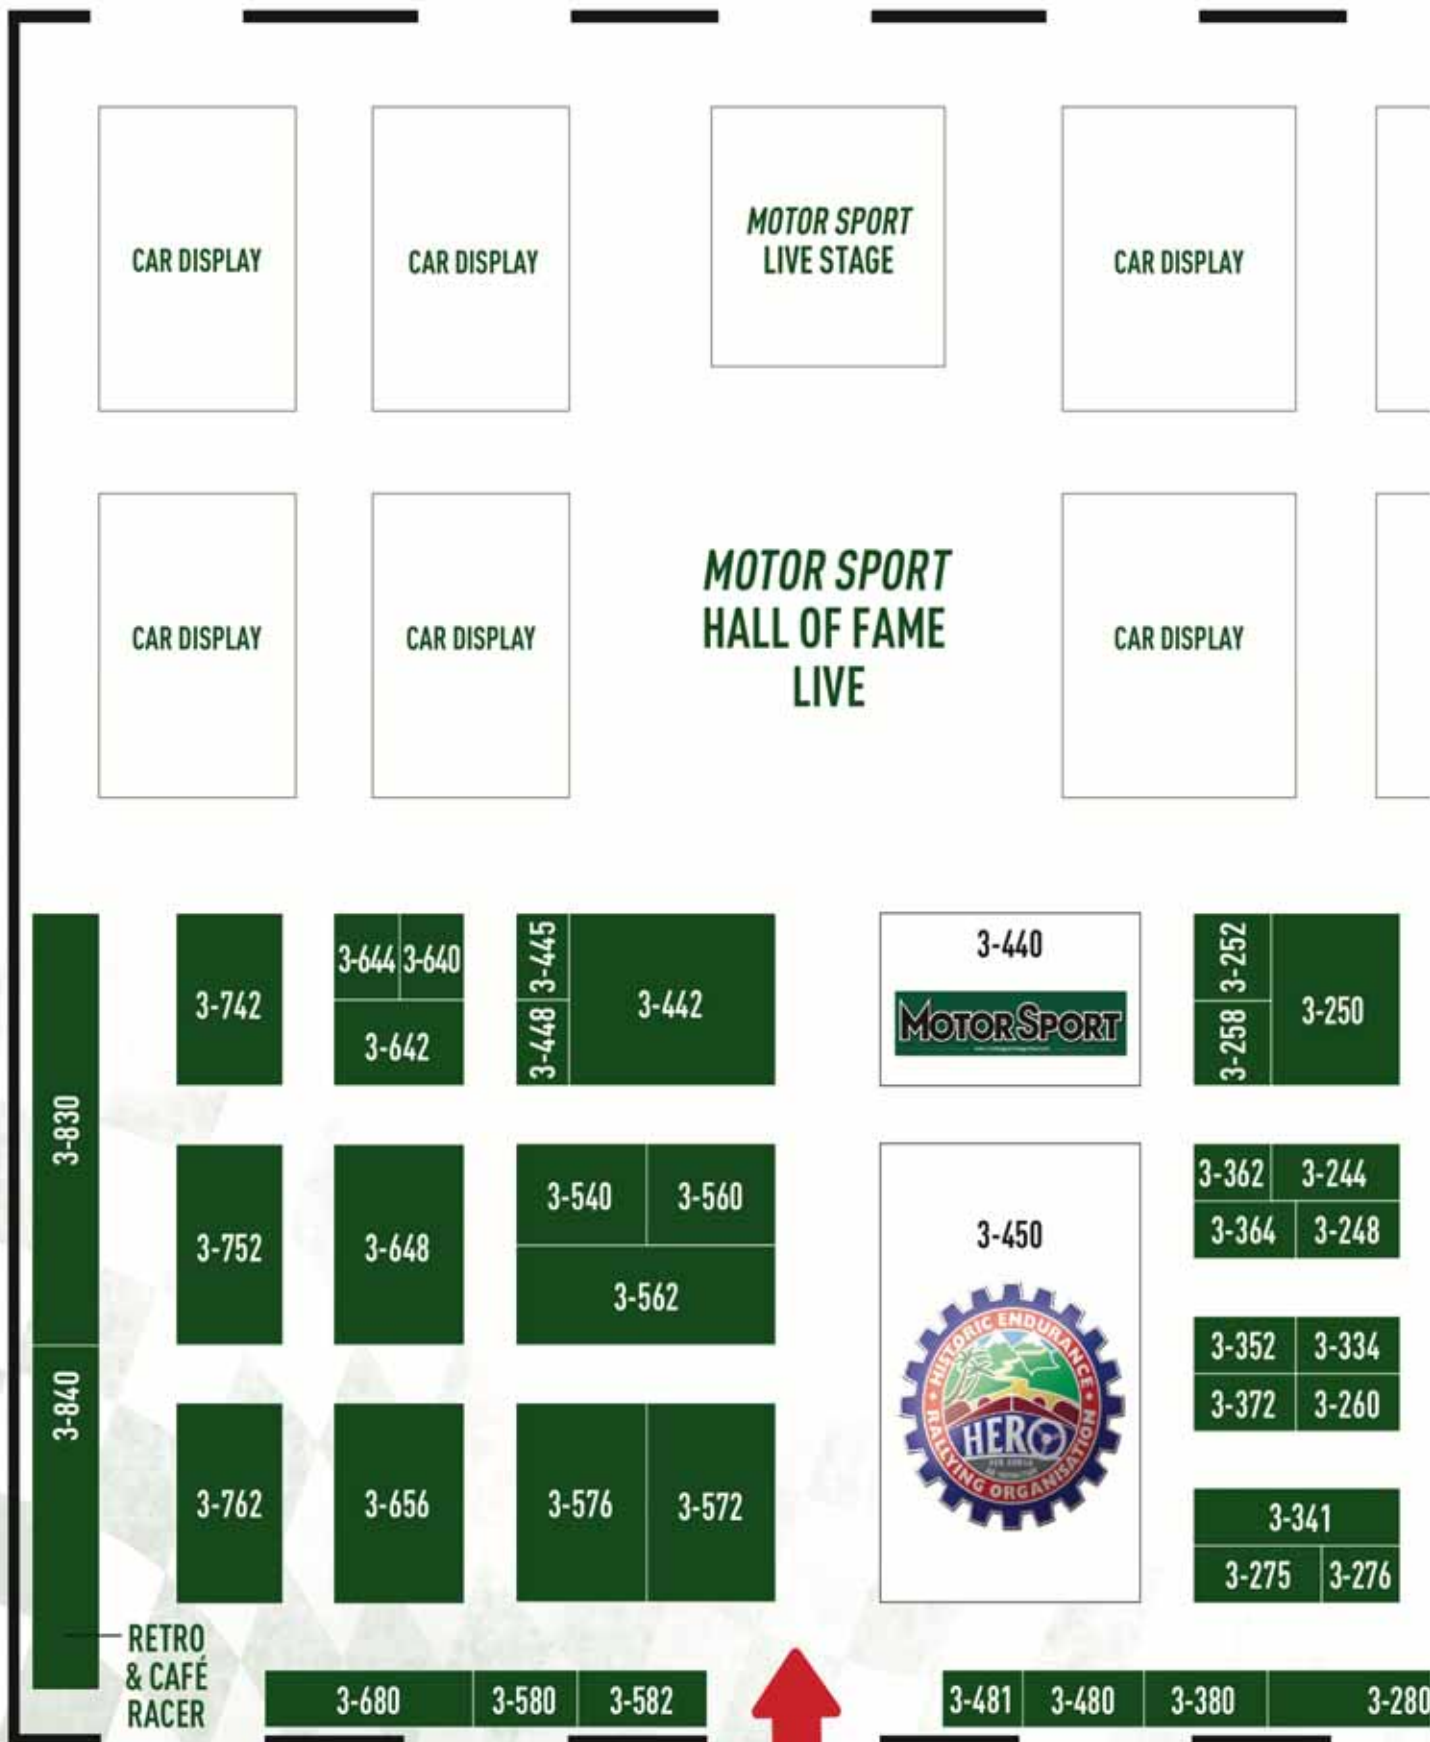 CAR DISPLAY
CAR DISPLAY
MOTOR SPORT
LIVE STAGE
CAR DISPLAY
CAR DISPLAY
CAR DISPLAY
MOTOR SPORT
HALL OF FAME
LIVE
CAR DISPLAY
3-830
3-840
RETRO
& CAFÉ
RACER
3-742
3-752
3-762
3-644
3-640
3-642
3-648
3-656
3-445
3-448
3-442
3-540
3-560
3-562
3-576
3-572
3-440
MOTOR SPORT
3-450
HISTORIC ENDURANCE
RALLYING ORGANISATION
HERO
3-252
3-258
3-250
3-362
3-244
3-364
3-248
3-352
3-334
3-372
3-260
3-341
3-275
3-276
3-680
3-580
3-582
3-481
3-480
3-380
3-280